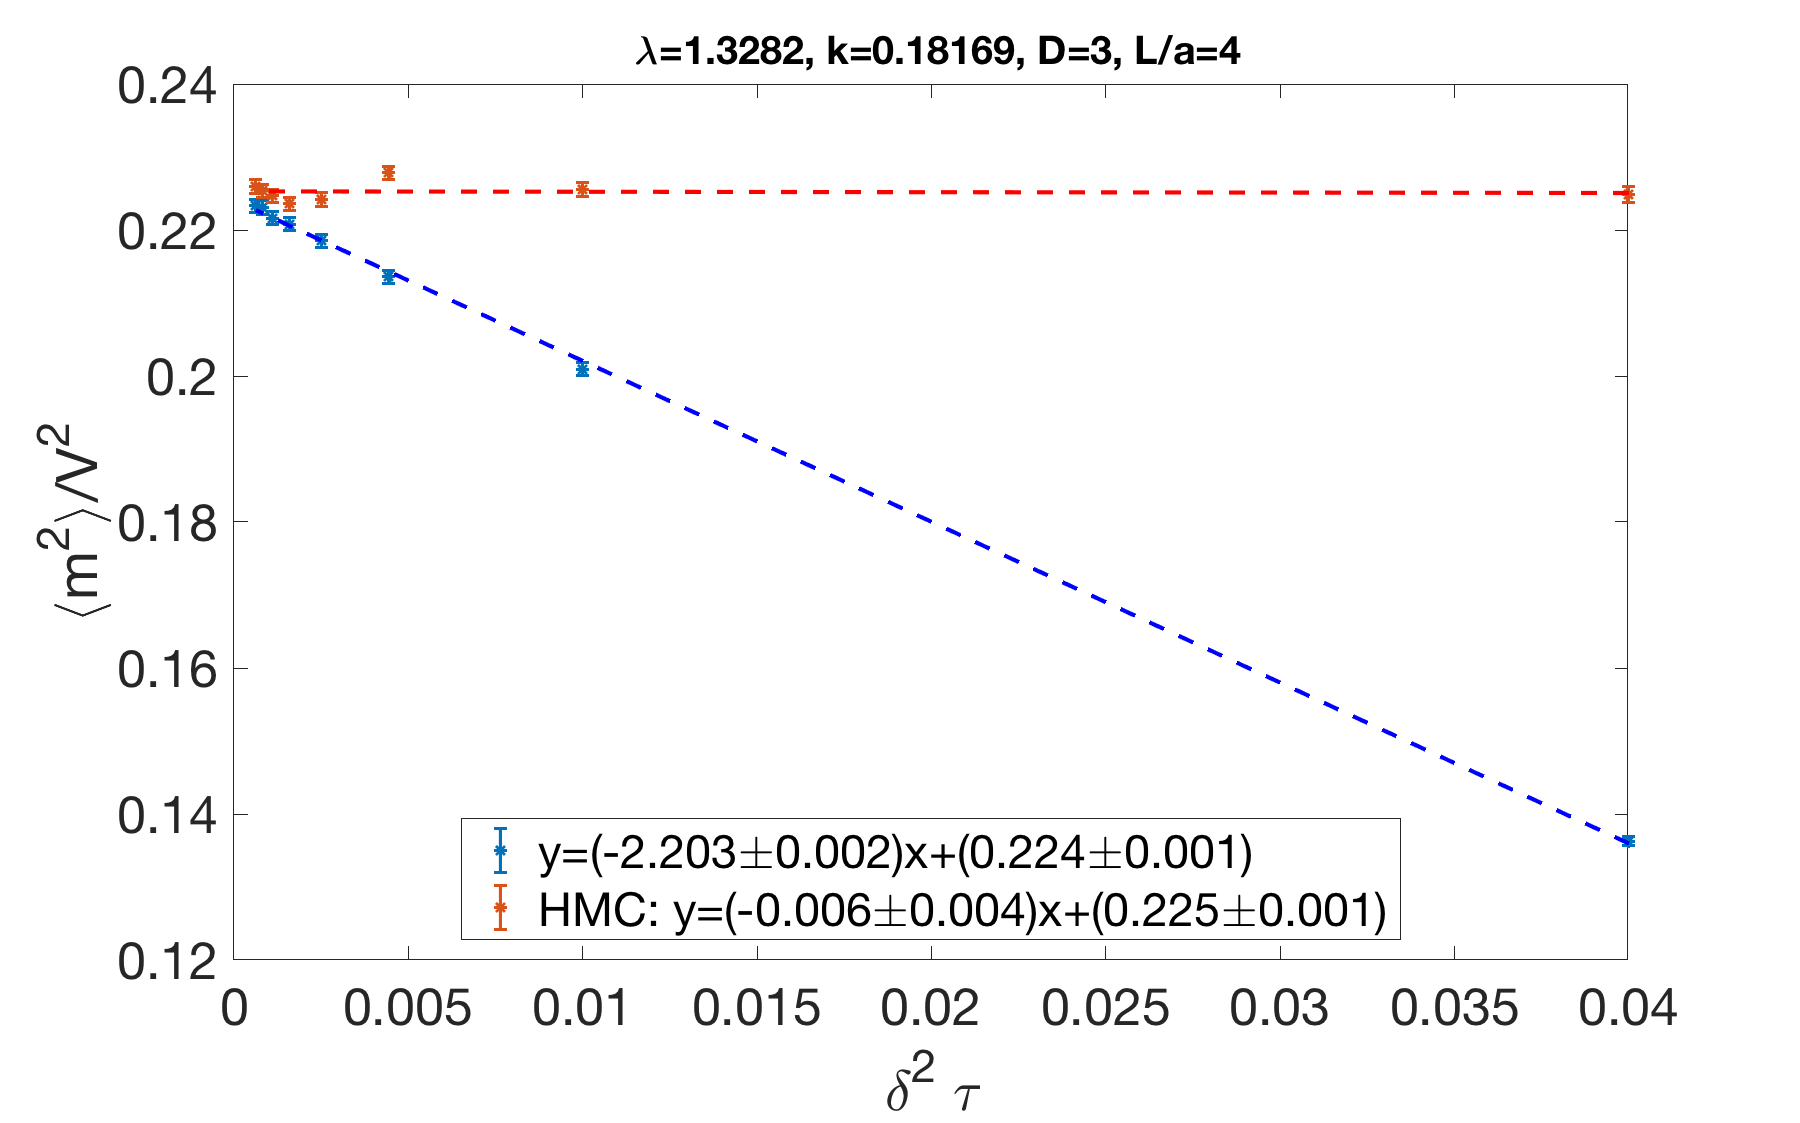 λ=1.3282, k=0.18169, D=3, L/a=4
0.24
0.22
0.2
0.18
0.16
0.14
0.12
⟨m²⟩/V²
y=(-2.203±0.002)x+(0.224±0.001)
HMC: y=(-0.006±0.004)x+(0.225±0.001)
0 0.005 0.01 0.015 0.02 0.025 0.03 0.035 0.04
δ² τ